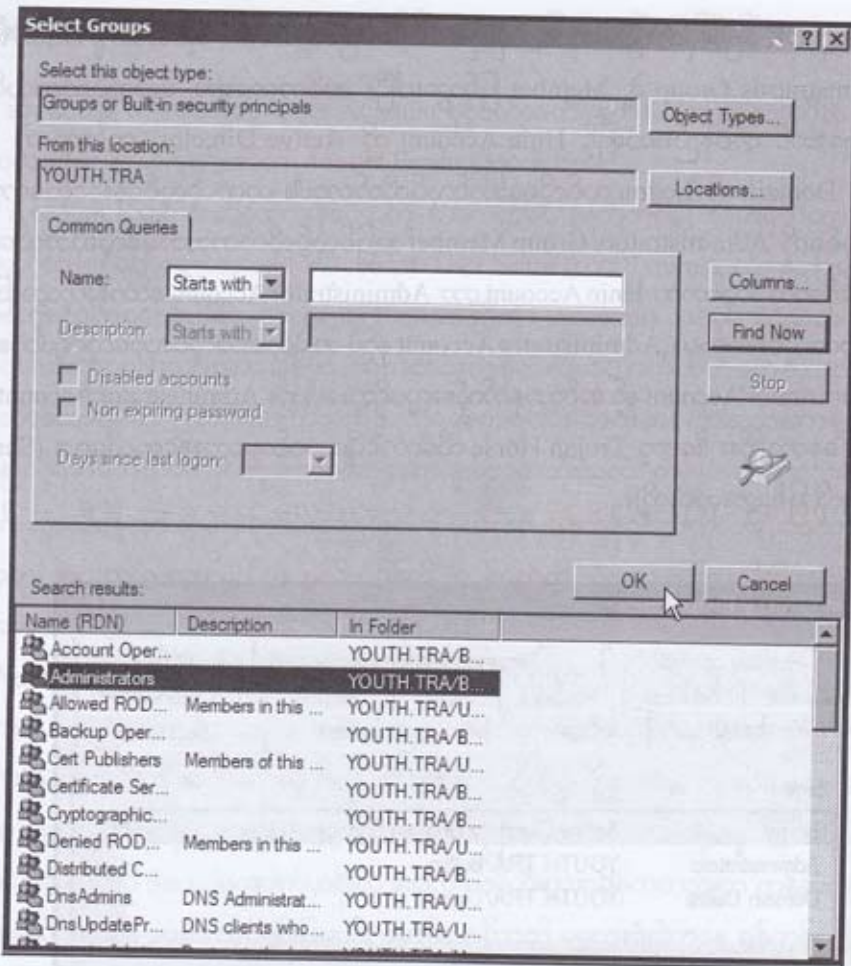 Select Groups
Select this object type:
Groups or Built-in security principals
Object Types...
From this location:
YOUTH.TRA
Locations...
Common Queries
Name: Starts with
Columns...
Description: Starts with
Find Now
Disabled accounts
Stop
Non expiring password
Days since last logon:
OK
Cancel
Search results:
Name (RDN) Description In Folder
Account Oper... YOUTH.TRA/B...
Administrators YOUTH.TRA/B...
Allowed ROD... Members in this ... YOUTH.TRA/U...
Backup Oper... YOUTH.TRA/B...
Cert Publishers Members of this ... YOUTH.TRA/U...
Certificate Ser... YOUTH.TRA/B...
Cryptographic... YOUTH.TRA/B...
Denied ROD... Members in this ... YOUTH.TRA/U...
Distributed C... YOUTH.TRA/B...
DnsAdmins DNS Administrat... YOUTH.TRA/U...
DnsUpdatePr... DNS clients who... YOUTH.TRA/U...